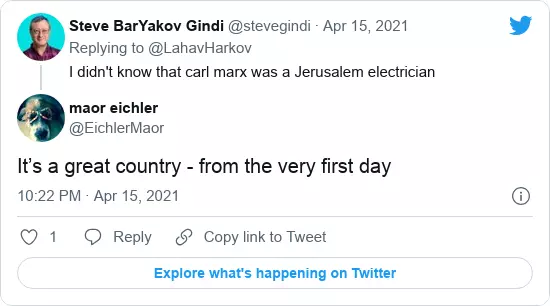 Steve BarYakov Gindi @stevegindi · Apr 15, 2021
Replying to @LahavHarkov
I didn't know that carl marx was a Jerusalem electrician
maor eichler
@EichlerMaor
It’s a great country - from the very first day
10:22 PM · Apr 15, 2021
1 Reply Copy link to Tweet
Explore what's happening on Twitter